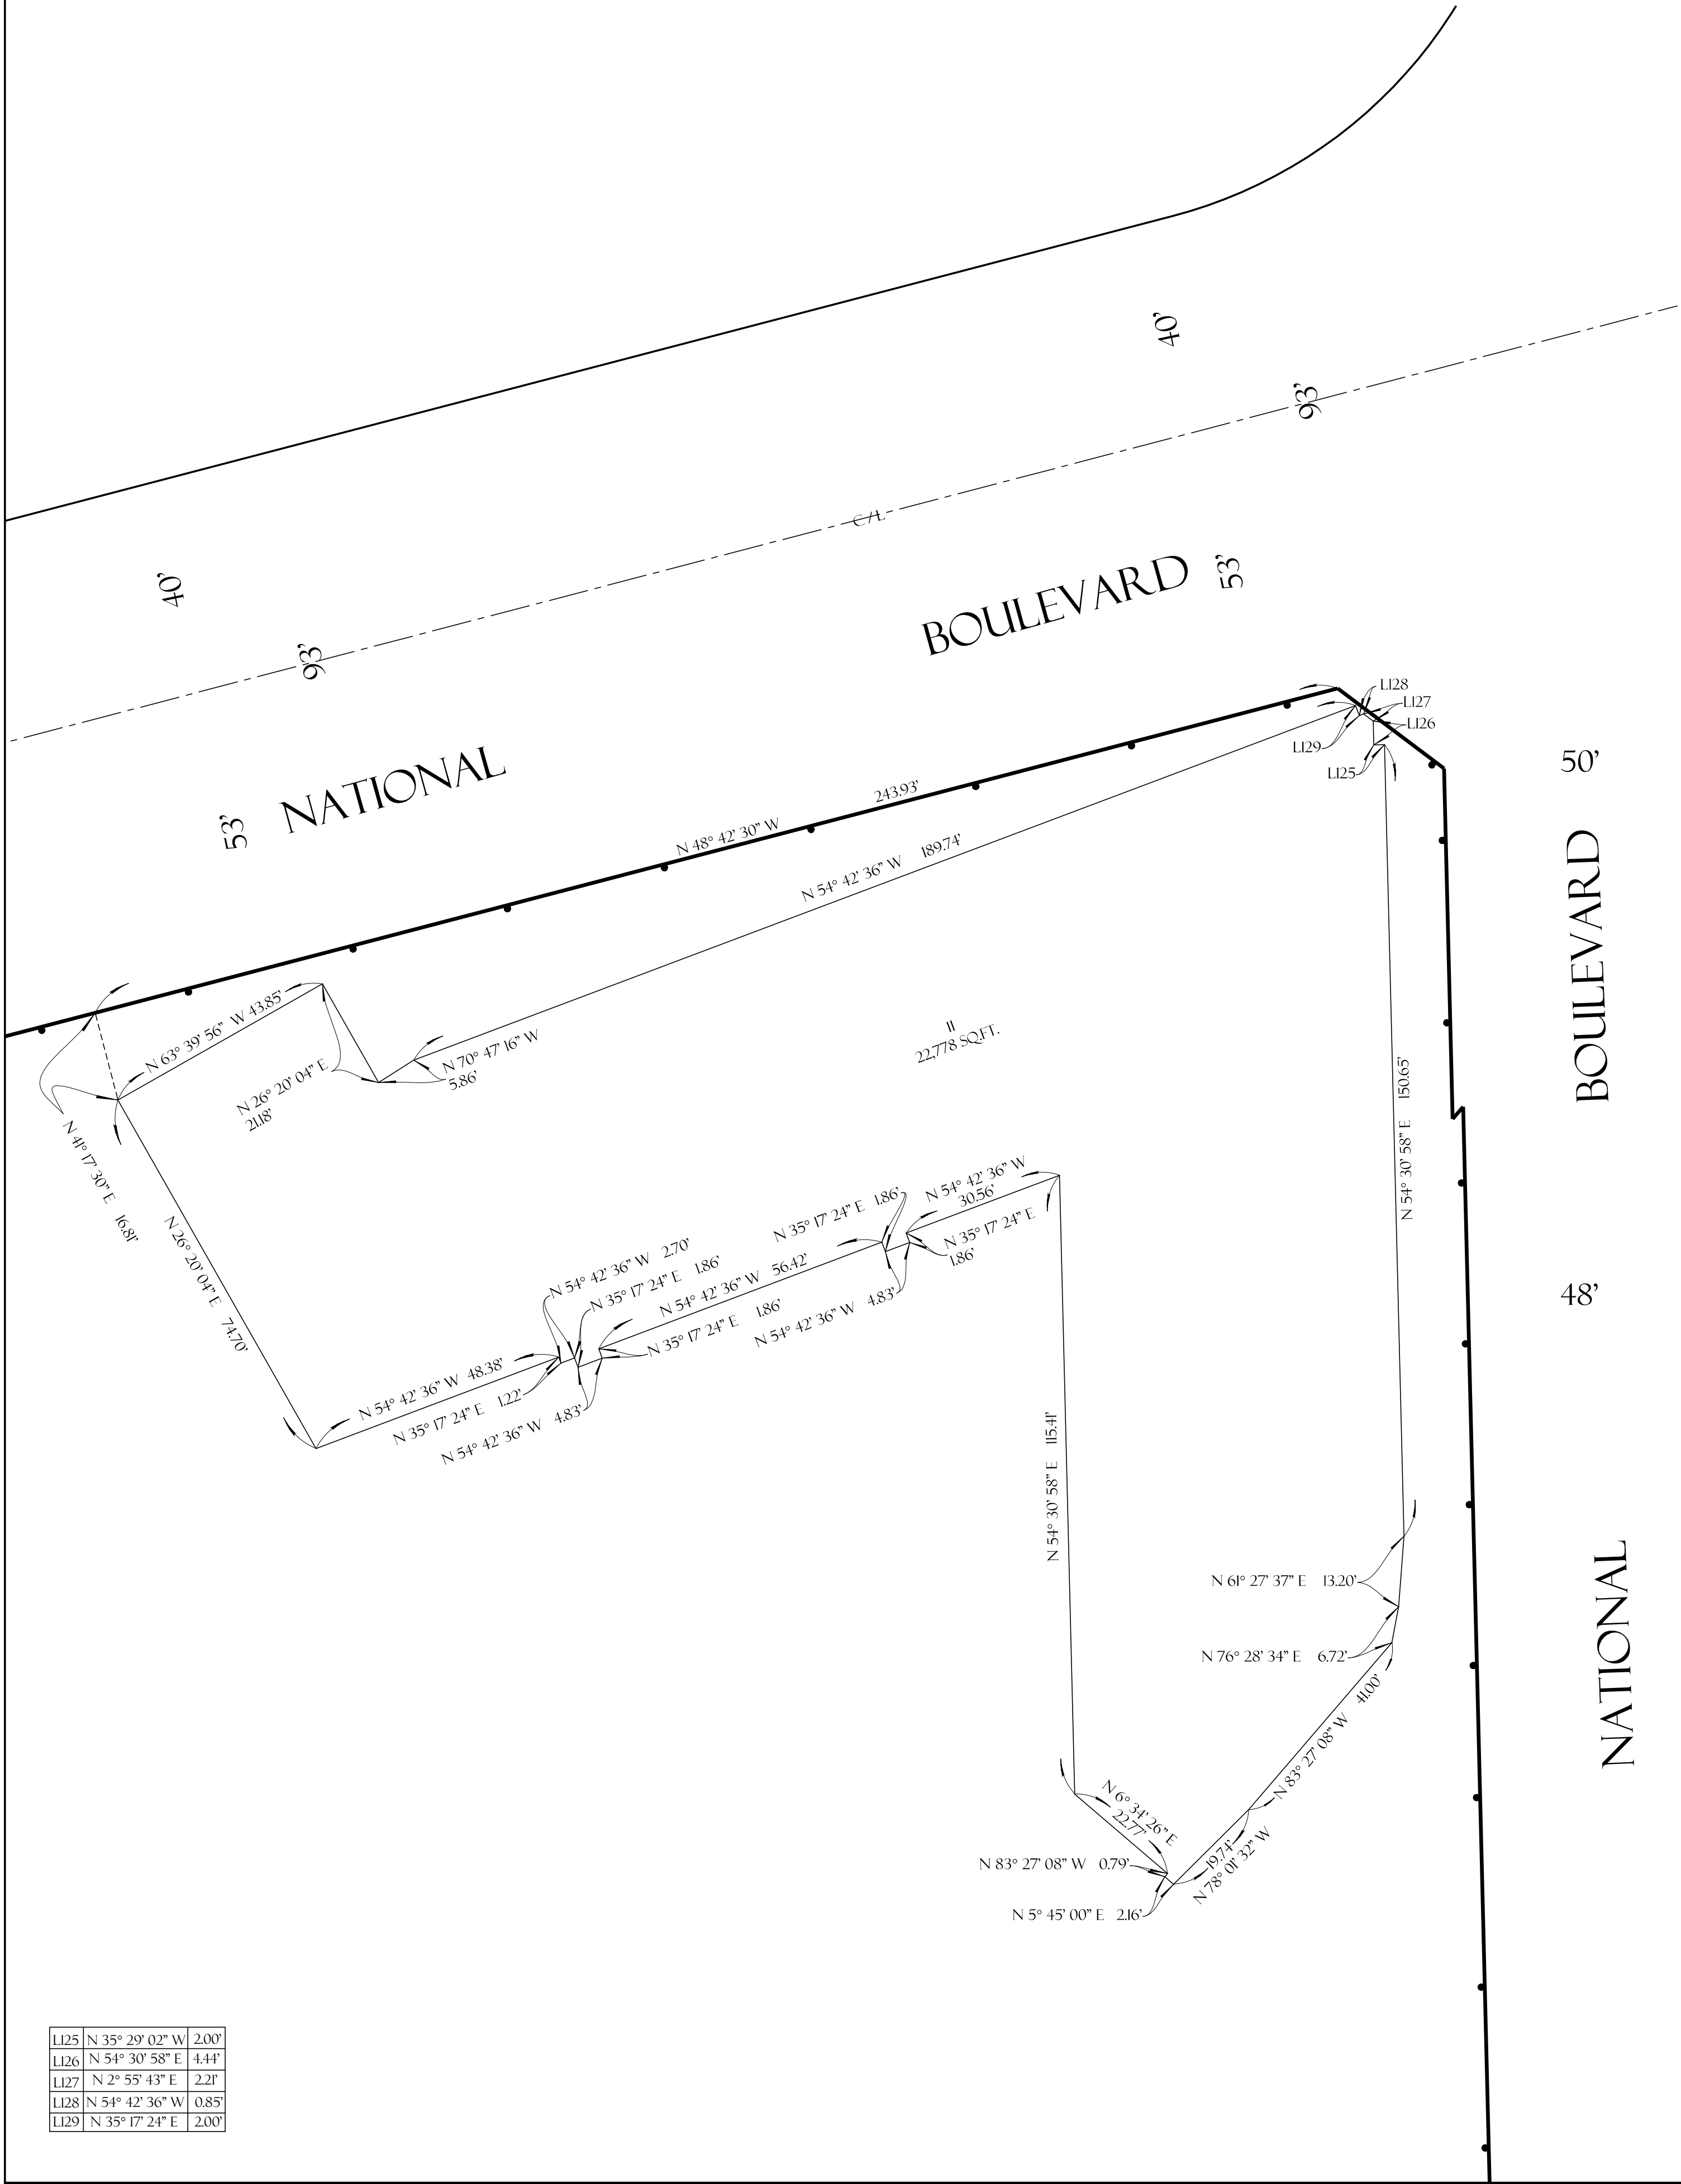 40'
93'
C/L
BOULEVARD
53'
40'
93'
53'
NATIONAL
L128
L127
L126
L129
L125
50'
BOULEVARD
48'
NATIONAL
243.93'
N 48° 42' 30" W
N 54° 42' 36" W 189.74'
N 63° 39' 56" W 43.85'
N 70° 47' 16" W
5.86'
N 26° 20' 04" E
21.18'
11
22,778 SQ.FT.
N 41° 17' 30" E 16.81'
N 26° 20' 04" E 74.70'
N 54° 30' 58" E 150.65'
N 54° 42' 36" W
30.56'
N 35° 17' 24" E 1.86'
N 35° 17' 24" E
1.86'
N 54° 42' 36" W 2.70'
N 35° 17' 24" E 1.86'
N 54° 42' 36" W 56.42'
N 35° 17' 24" E 1.86'
N 54° 42' 36" W 4.83'
N 54° 42' 36" W 48.38'
N 35° 17' 24" E 1.22'
N 54° 42' 36" W 4.83'
N 54° 30' 58" E 115.41'
N 61° 27' 37" E 13.20'
N 76° 28' 34" E 6.72'
N 83° 27' 08" W 41.00'
N 6° 34' 26" E
22.77'
19.74'
N 78° 01' 32" W
N 83° 27' 08" W 0.79'
N 5° 45' 00" E 2.16'
L125 N 35° 29' 02" W 2.00'
L126 N 54° 30' 58" E 4.44'
L127 N 2° 55' 43" E 2.21'
L128 N 54° 42' 36" W 0.85'
L129 N 35° 17' 24" E 2.00'